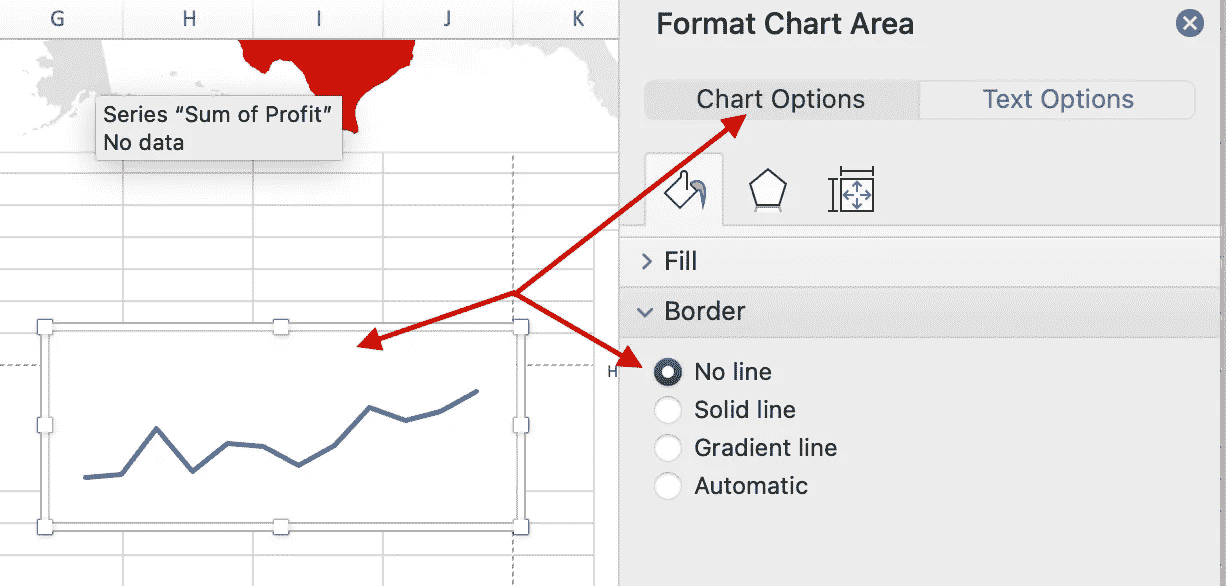 G H I J K
Format Chart Area
Chart Options Text Options
Series “Sum of Profit”
No data
Fill
Border
H
No line
Solid line
Gradient line
Automatic